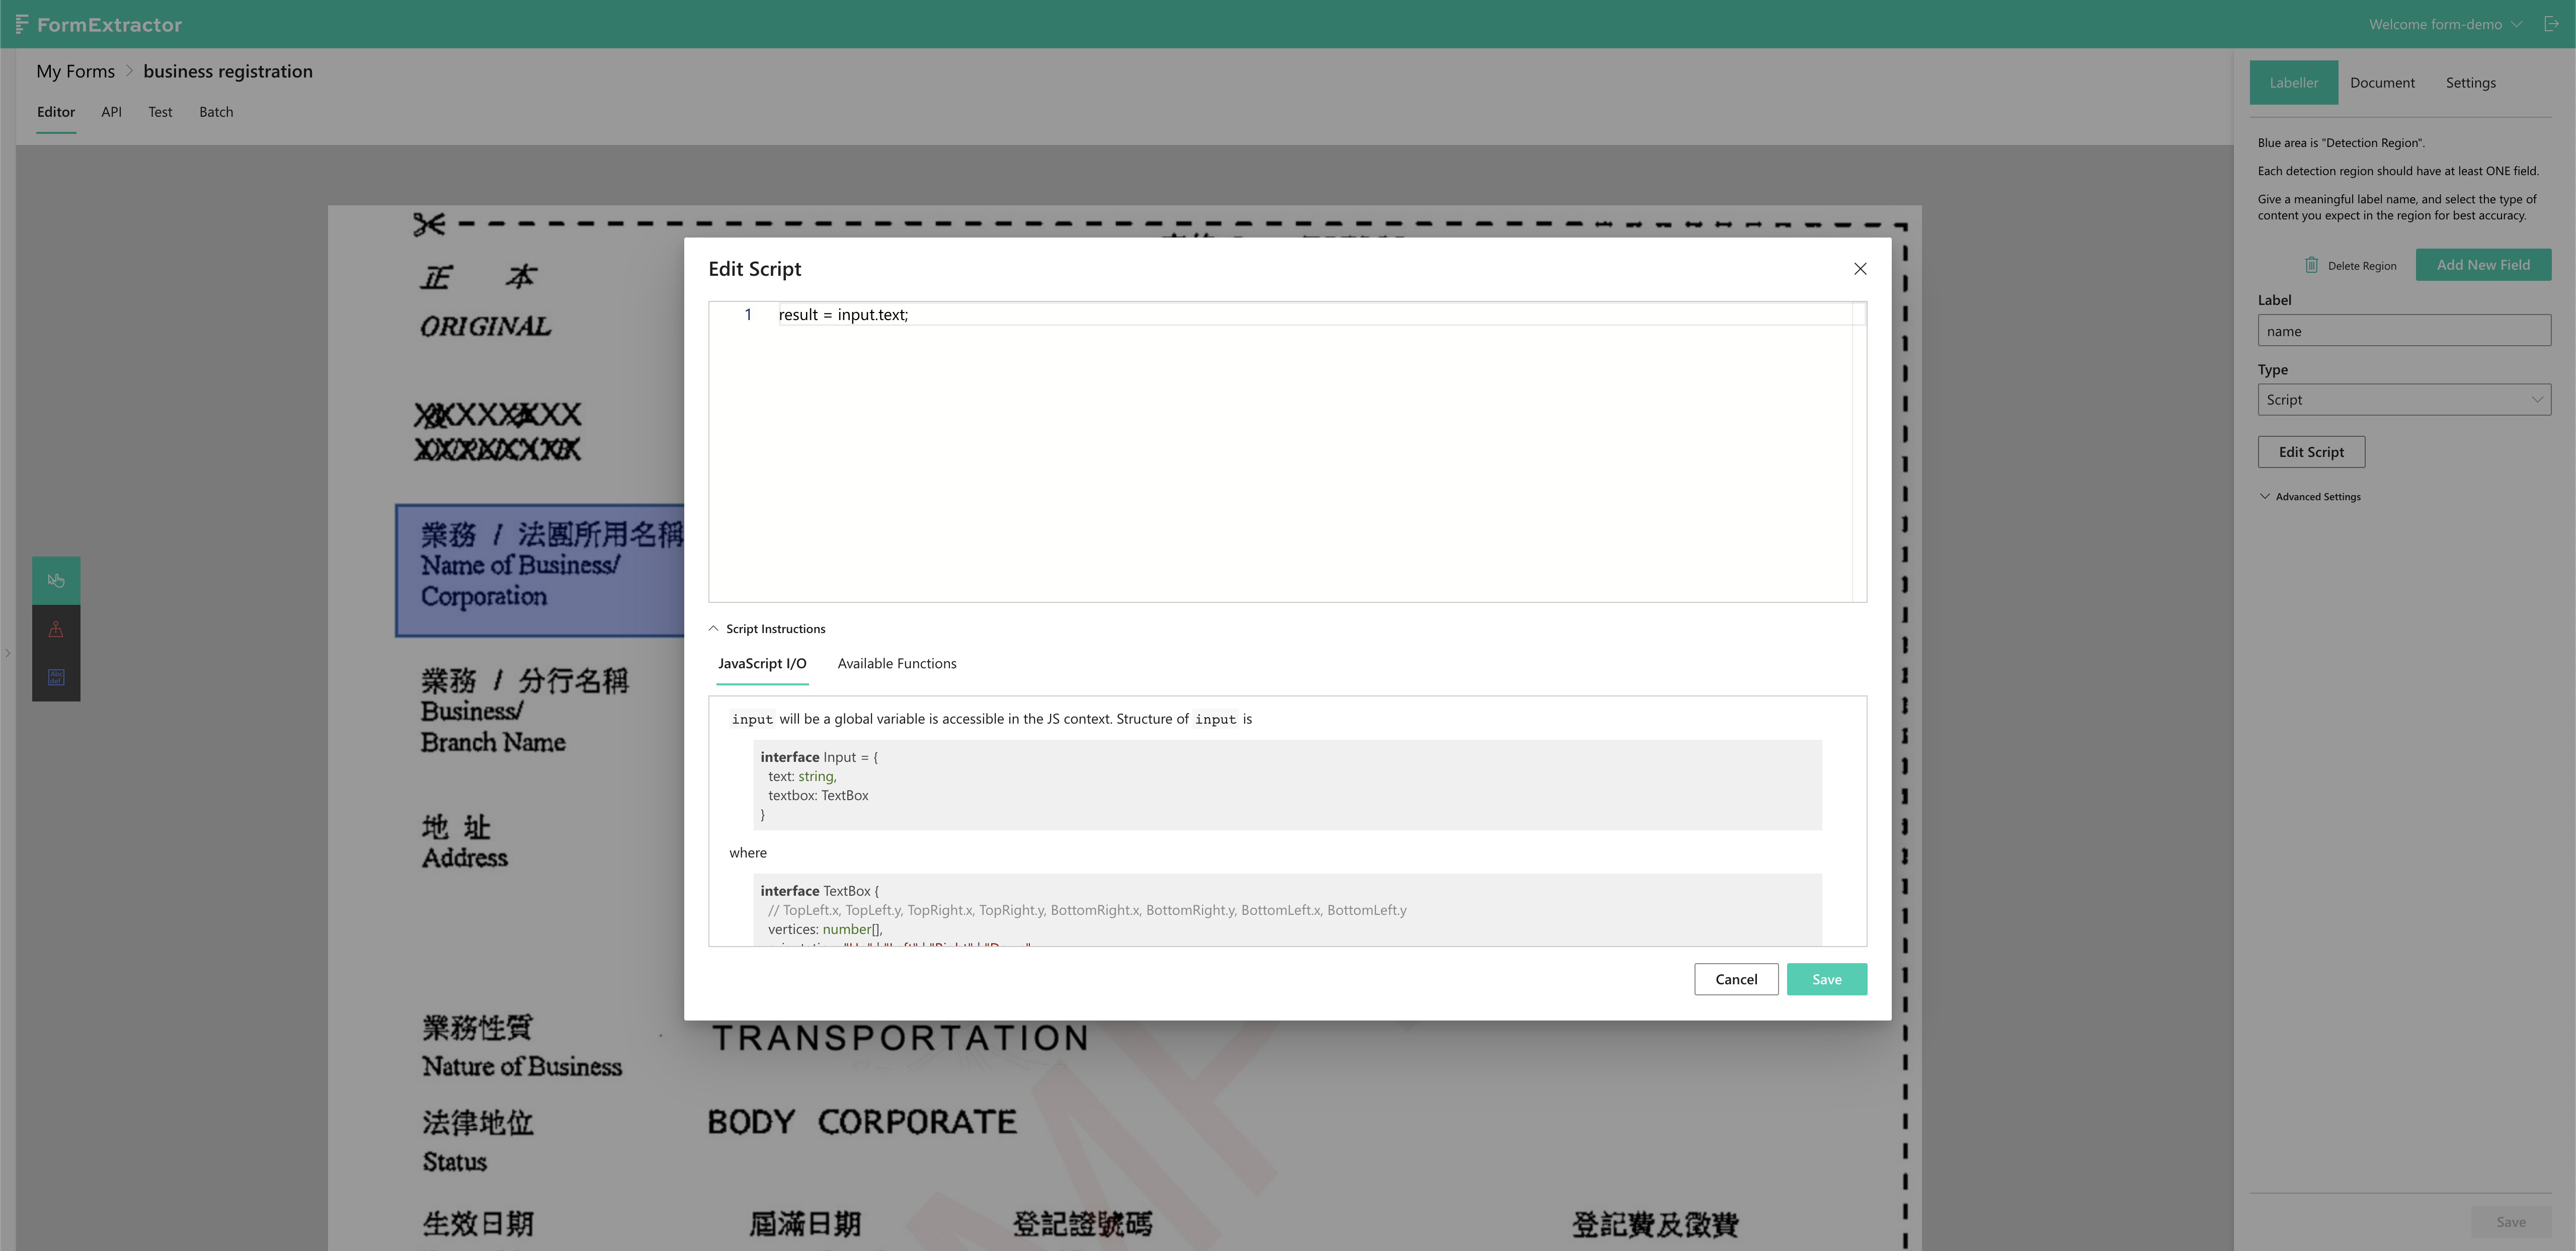 FormExtractor
Welcome form-demo
My Forms > business registration
Editor API Test Batch
Labeller Document Settings
Blue area is "Detection Region".
Each detection region should have at least ONE field.
Give a meaningful label name, and select the type of
content you expect in the region for best accuracy.
Delete Region
Add New Field
Label
name
Type
Script
Edit Script
Advanced Settings
Save
正 本
ORIGINAL
業務 / 法團所用名稱
Name of Business/
Corporation
業務 / 分行名稱
Business/
Branch Name
地 址
Address
業務性質
Nature of Business
TRANSPORTATION
法律地位
Status
BODY CORPORATE
生效日期 屆滿日期 登記證號碼 登記費及徵費
Abc
def
Edit Script
1 result = input.text;
Script Instructions
JavaScript I/O Available Functions
input will be a global variable is accessible in the JS context. Structure of input is
interface Input = {
text: string,
textbox: TextBox
}
where
interface TextBox {
// TopLeft.x, TopLeft.y, TopRight.x, TopRight.y, BottomRight.x, BottomRight.y, BottomLeft.x, BottomLeft.y
vertices: number[],
Cancel Save